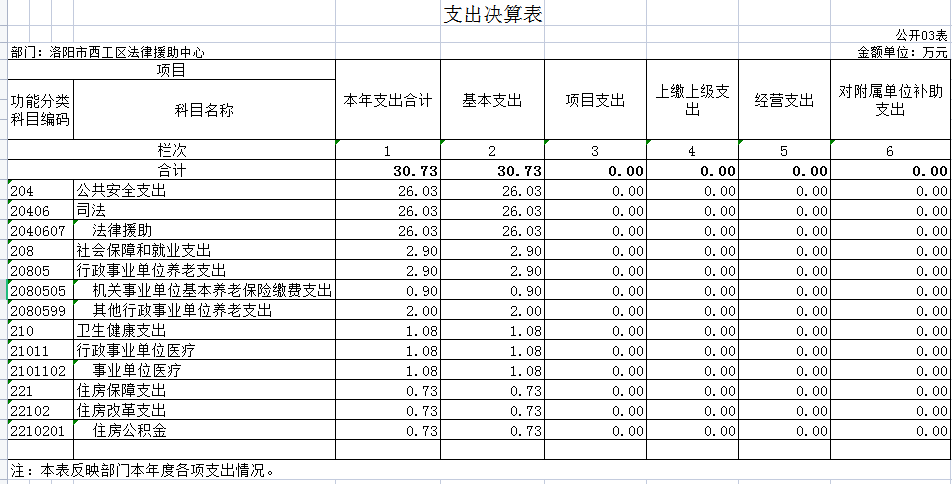 支出决算表
公开03表
部门：洛阳市西工区法律援助中心 金额单位：万元
项目 本年支出合计 基本支出 项目支出 上缴上级支出 经营支出 对附属单位补助支出
功能分类科目编码 科目名称
栏次 1 2 3 4 5 6
合计 30.73 30.73 0.00 0.00 0.00 0.00
204 公共安全支出 26.03 26.03 0.00 0.00 0.00 0.00
20406 司法 26.03 26.03 0.00 0.00 0.00 0.00
2040607 法律援助 26.03 26.03 0.00 0.00 0.00 0.00
208 社会保障和就业支出 2.90 2.90 0.00 0.00 0.00 0.00
20805 行政事业单位养老支出 2.90 2.90 0.00 0.00 0.00 0.00
2080505 机关事业单位基本养老保险缴费支出 0.90 0.90 0.00 0.00 0.00 0.00
2080599 其他行政事业单位养老支出 2.00 2.00 0.00 0.00 0.00 0.00
210 卫生健康支出 1.08 1.08 0.00 0.00 0.00 0.00
21011 行政事业单位医疗 1.08 1.08 0.00 0.00 0.00 0.00
2101102 事业单位医疗 1.08 1.08 0.00 0.00 0.00 0.00
221 住房保障支出 0.73 0.73 0.00 0.00 0.00 0.00
22102 住房改革支出 0.73 0.73 0.00 0.00 0.00 0.00
2210201 住房公积金 0.73 0.73 0.00 0.00 0.00 0.00
注：本表反映部门本年度各项支出情况。